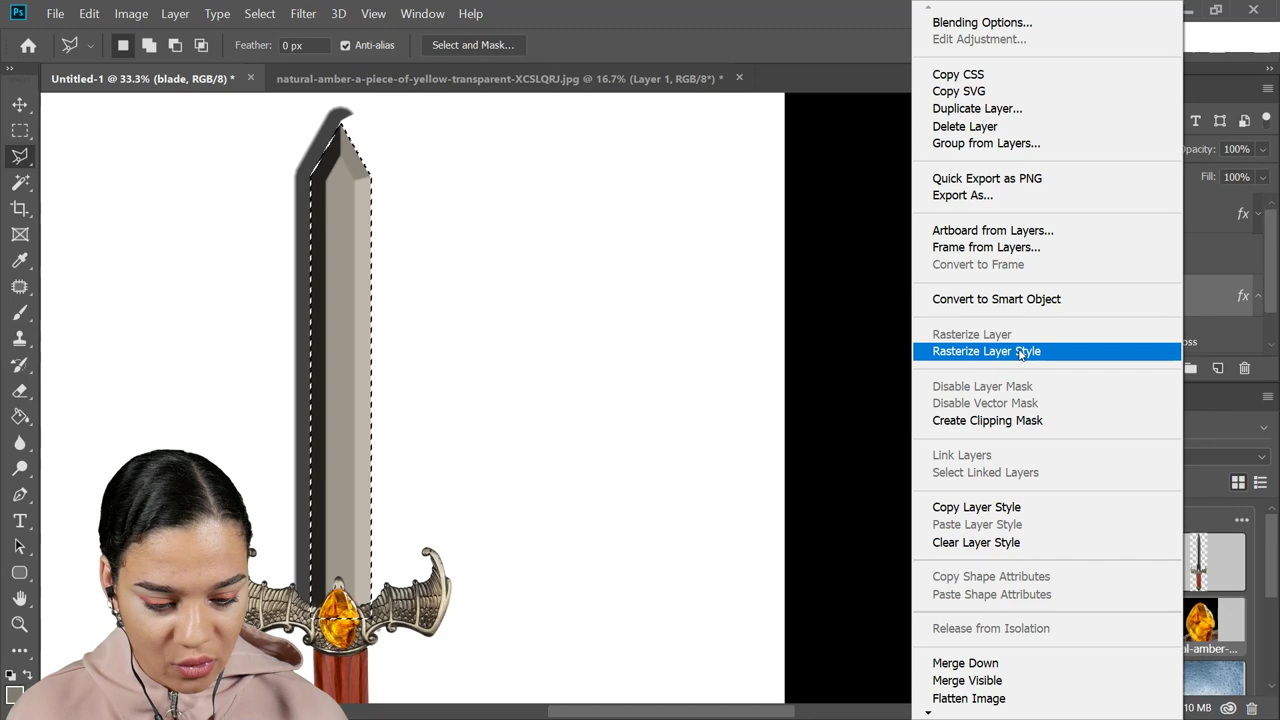 Ps File Edit Image Layer Type Select Filter 3D View Window Help
Feather: 0 px Anti-alias Select and Mask...
Untitled-1 @ 33.3% (blade, RGB/8) * natural-amber-a-piece-of-yellow-transparent-XCSLQRJ.jpg @ 16.7% (Layer 1, RGB/8*) *
Blending Options...
Edit Adjustment...
Copy CSS
Copy SVG
Duplicate Layer...
Delete Layer
Group from Layers...
Quick Export as PNG
Export As...
Artboard from Layers...
Frame from Layers...
Convert to Frame
Convert to Smart Object
Rasterize Layer
Rasterize Layer Style
Disable Layer Mask
Disable Vector Mask
Create Clipping Mask
Link Layers
Select Linked Layers
Copy Layer Style
Paste Layer Style
Clear Layer Style
Copy Shape Attributes
Paste Shape Attributes
Release from Isolation
Merge Down
Merge Visible
Flatten Image
Opacity: 100%
Fill: 100%
fx
fx
oss
al-amber-...
10 MB